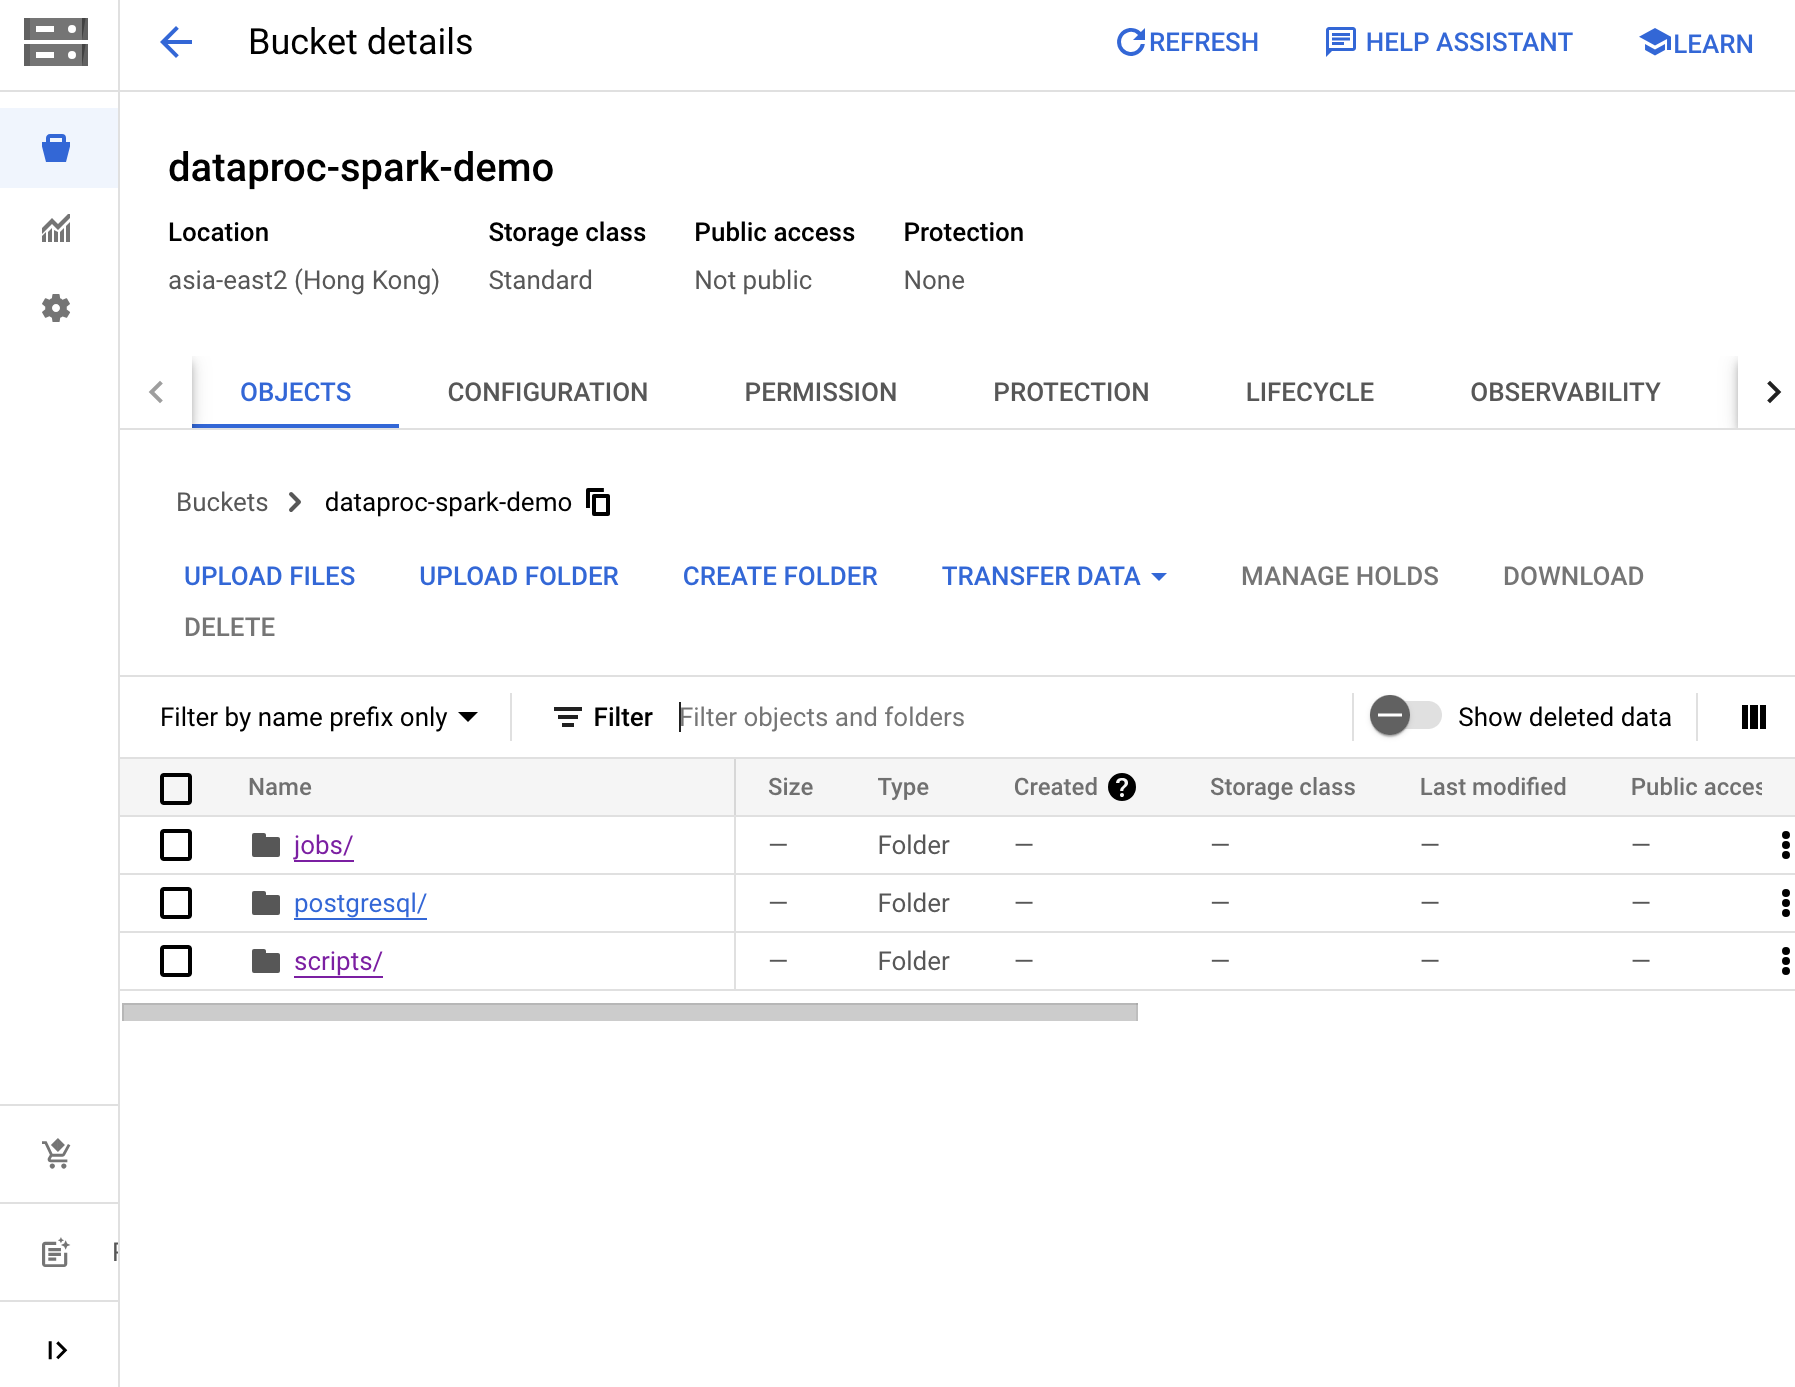 Bucket details
REFRESH
HELP ASSISTANT
LEARN
dataproc-spark-demo
Location Storage class Public access Protection
asia-east2 (Hong Kong) Standard Not public None
OBJECTS CONFIGURATION PERMISSION PROTECTION LIFECYCLE OBSERVABILITY
Buckets dataproc-spark-demo
UPLOAD FILES UPLOAD FOLDER CREATE FOLDER TRANSFER DATA MANAGE HOLDS DOWNLOAD
DELETE
Filter by name prefix only Filter Filter objects and folders Show deleted data
Name Size Type Created ? Storage class Last modified Public acces
jobs/ — Folder — — — —
postgresql/ — Folder — — — —
scripts/ — Folder — — — —